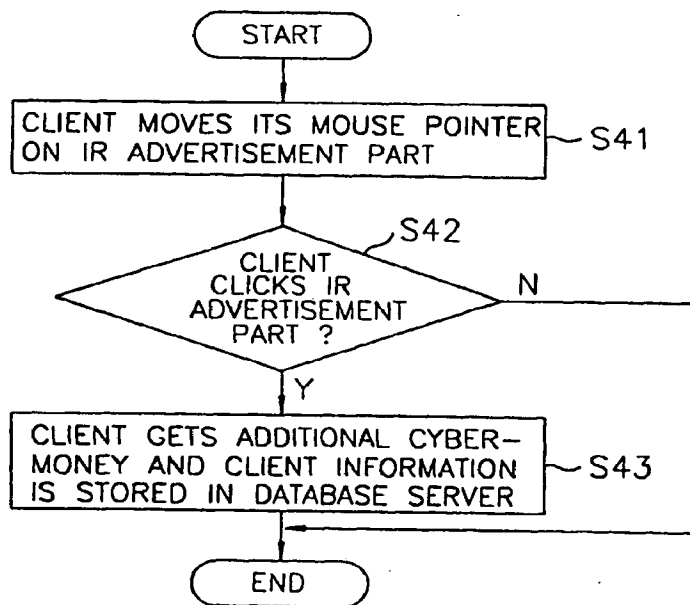 START
CLIENT MOVES ITS MOUSE POINTER
ON IR ADVERTISEMENT PART
S41
S42
CLIENT
CLICKS IR
ADVERTISEMENT
PART ?
N
Y
CLIENT GETS ADDITIONAL CYBER-
MONEY AND CLIENT INFORMATION
IS STORED IN DATABASE SERVER
S43
END